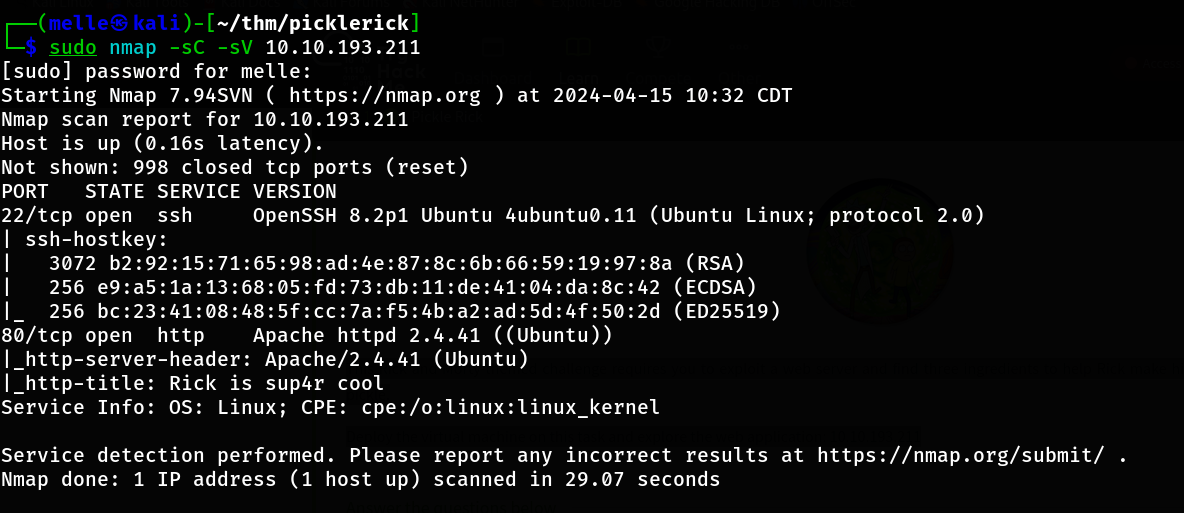 ┌──(melle㉿kali)-[~/thm/picklerick]
└─$ sudo nmap -sC -sV 10.10.193.211
[sudo] password for melle:
Starting Nmap 7.94SVN ( https://nmap.org ) at 2024-04-15 10:32 CDT
Nmap scan report for 10.10.193.211
Host is up (0.16s latency).
Not shown: 998 closed tcp ports (reset)
PORT   STATE SERVICE VERSION
22/tcp open  ssh     OpenSSH 8.2p1 Ubuntu 4ubuntu0.11 (Ubuntu Linux; protocol 2.0)
| ssh-hostkey:
|   3072 b2:92:15:71:65:98:ad:4e:87:8c:6b:66:59:19:97:8a (RSA)
|   256 e9:a5:1a:13:68:05:fd:73:db:11:de:41:04:da:8c:42 (ECDSA)
|_  256 bc:23:41:08:48:5f:cc:7a:f5:4b:a2:ad:5d:4f:50:2d (ED25519)
80/tcp open  http    Apache httpd 2.4.41 ((Ubuntu))
|_http-server-header: Apache/2.4.41 (Ubuntu)
|_http-title: Rick is sup4r cool
Service Info: OS: Linux; CPE: cpe:/o:linux:linux_kernel

Service detection performed. Please report any incorrect results at https://nmap.org/submit/ .
Nmap done: 1 IP address (1 host up) scanned in 29.07 seconds